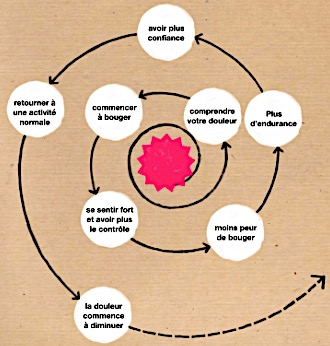 comprendre
votre douleur
commencer
à bouger
se sentir fort
et avoir plus
le contrôle
moins peur
de bouger
Plus
d'endurance
avoir plus
confiance
retourner à
une activité
normale
la douleur
commence
à diminuer